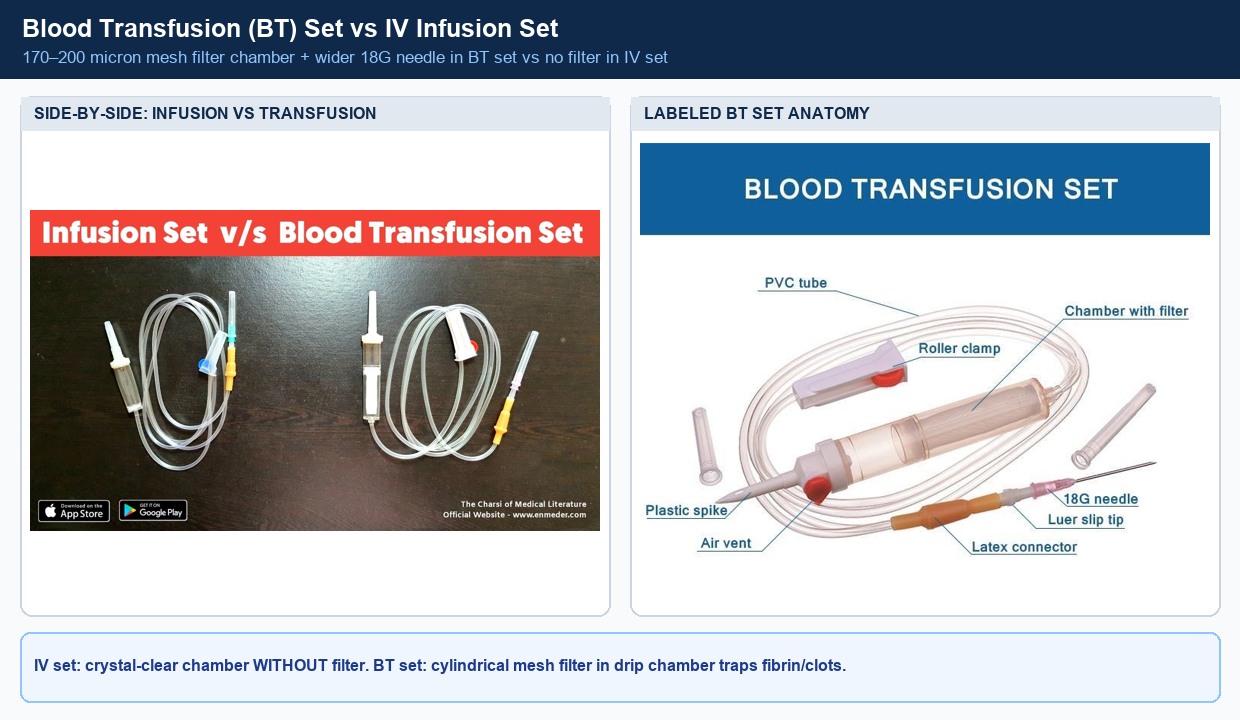 Blood Transfusion (BT) Set vs IV Infusion Set
170–200 micron mesh filter chamber + wider 18G needle in BT set vs no filter in IV set
SIDE-BY-SIDE: INFUSION VS TRANSFUSION
Infusion Set v/s Blood Transfusion Set
Download on the
App Store
GET IT ON
Google Play
The Charsi of Medical Literature
Official Website - www.enmeder.com
LABELED BT SET ANATOMY
BLOOD TRANSFUSION SET
PVC tube
Chamber with filter
Roller clamp
Plastic spike
18G needle
Luer slip tip
Air vent
Latex connector
IV set: crystal-clear chamber WITHOUT filter. BT set: cylindrical mesh filter in drip chamber traps fibrin/clots.